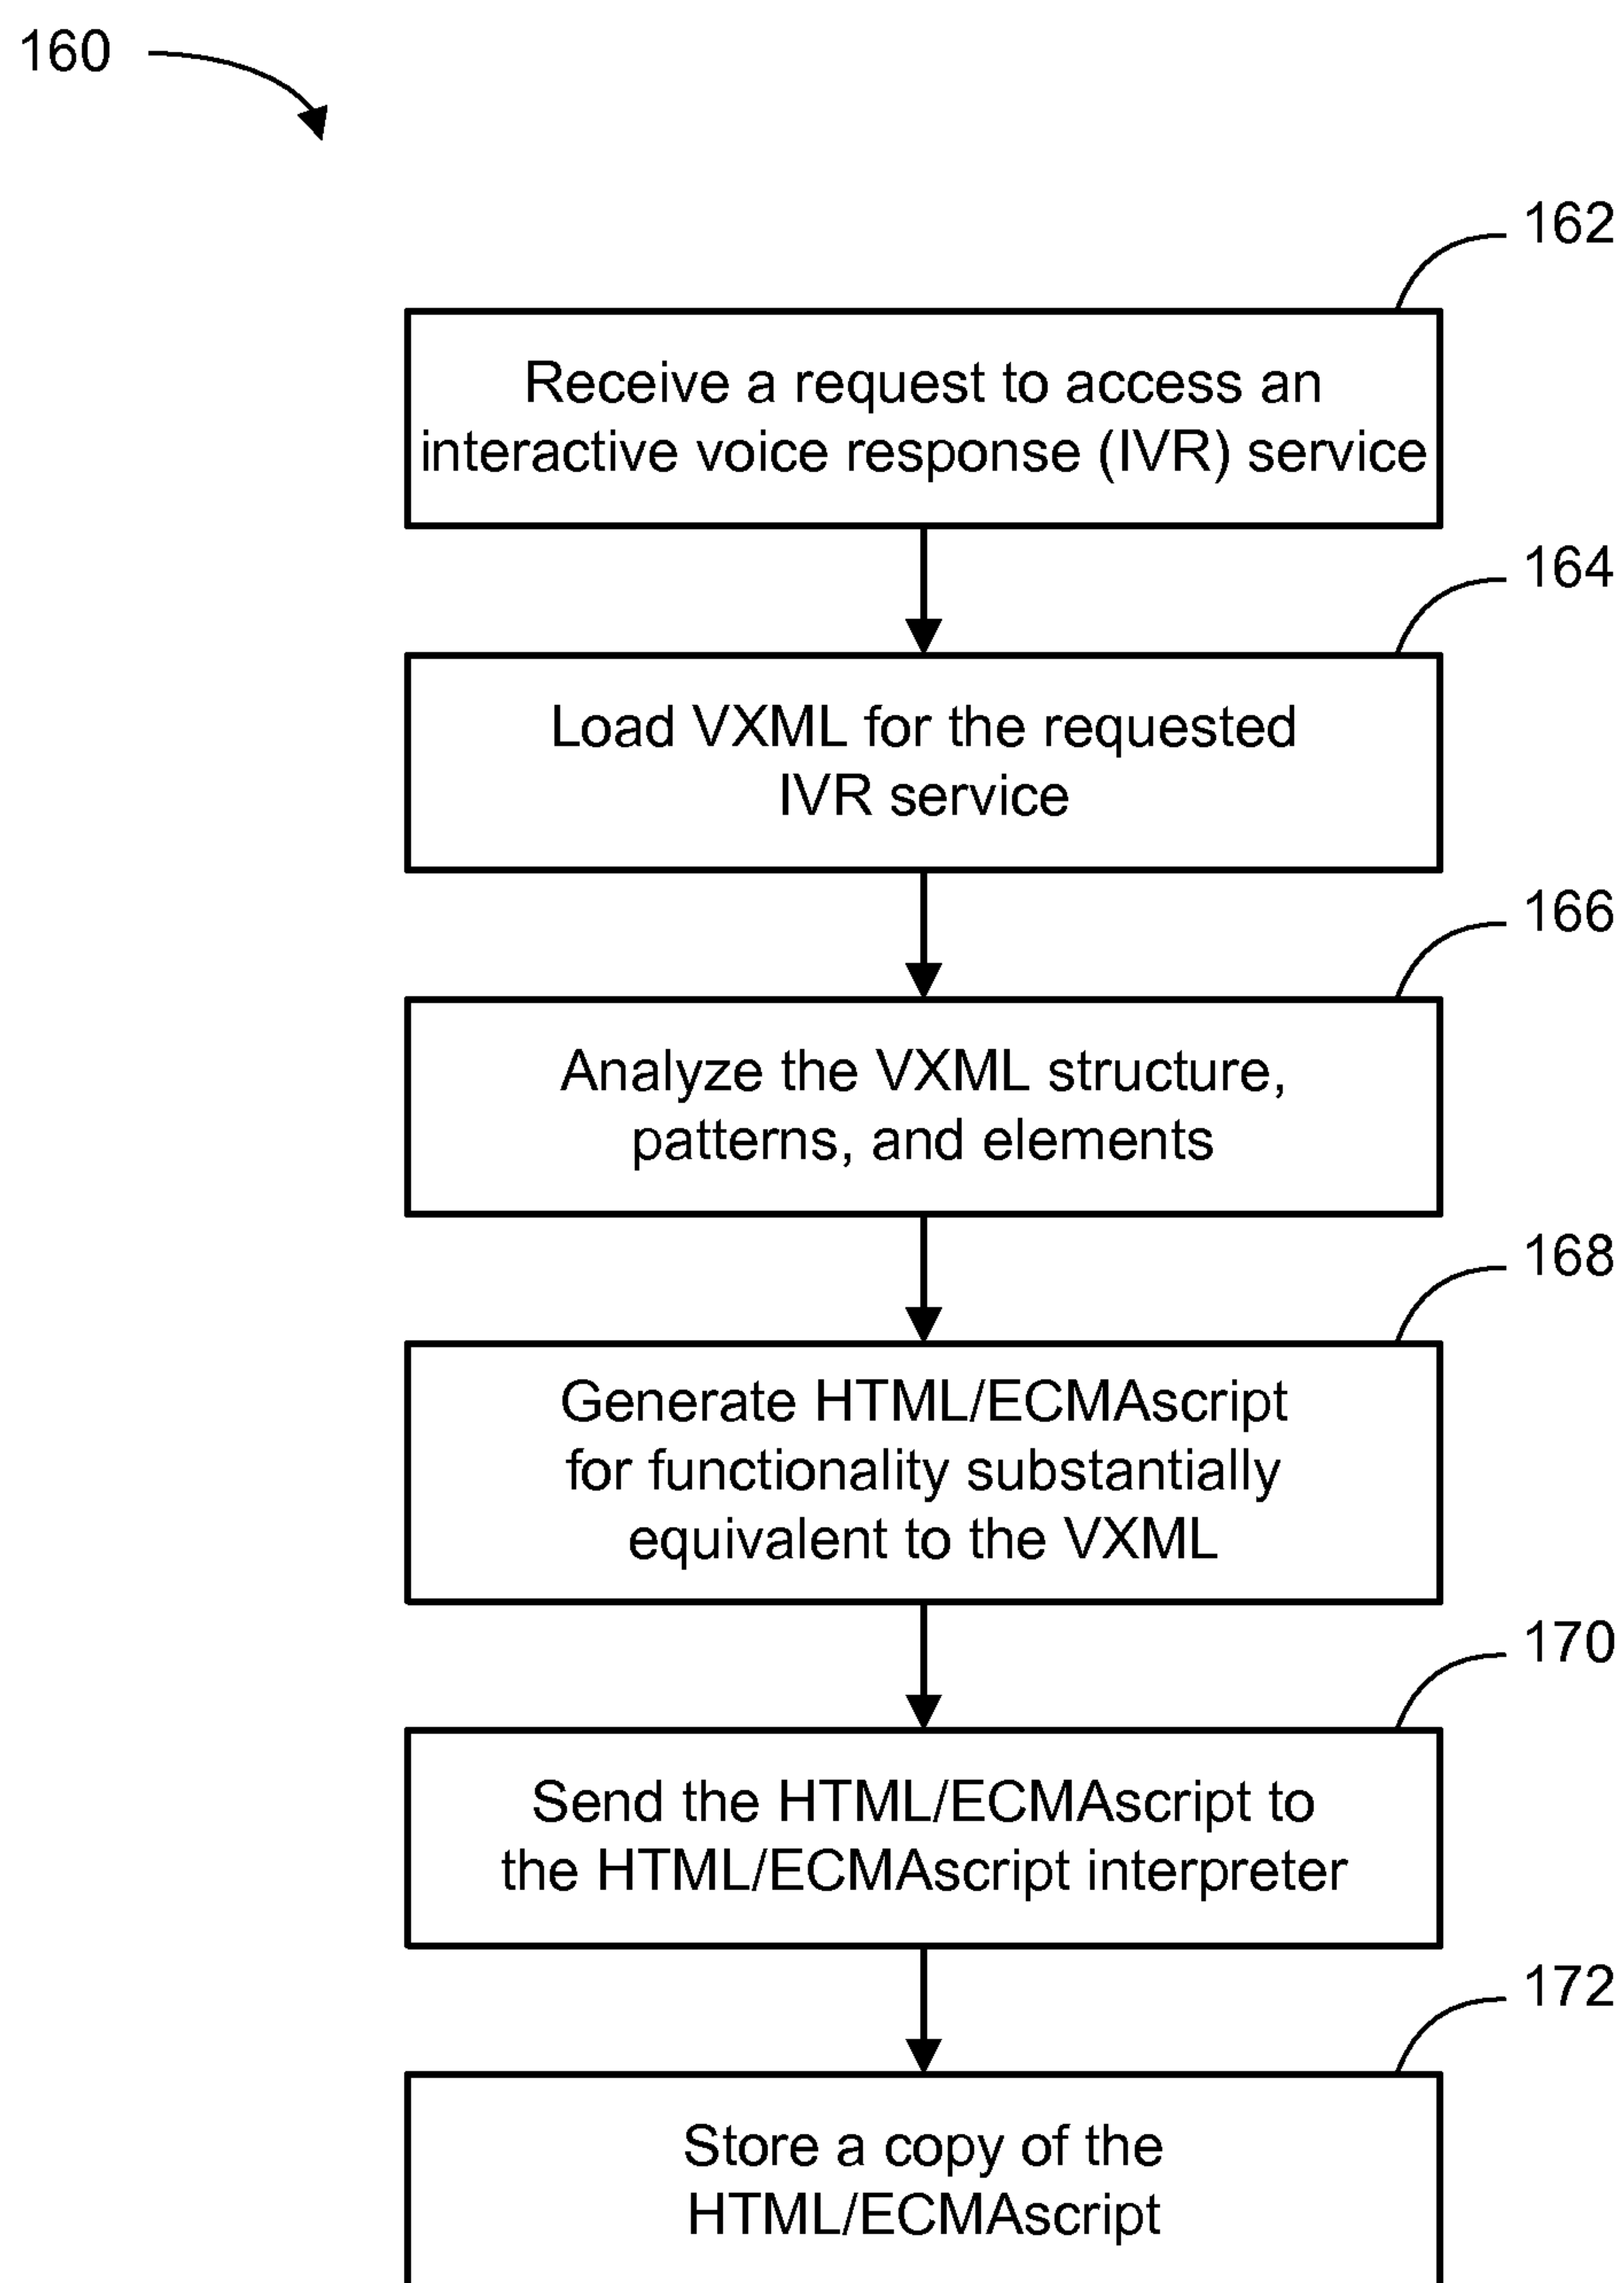 160
162
Receive a request to access an
interactive voice response (IVR) service
164
Load VXML for the requested
IVR service
166
Analyze the VXML structure,
patterns, and elements
168
Generate HTML/ECMAscript
for functionality substantially
equivalent to the VXML
170
Send the HTML/ECMAscript to
the HTML/ECMAscript interpreter
172
Store a copy of the
HTML/ECMAscript